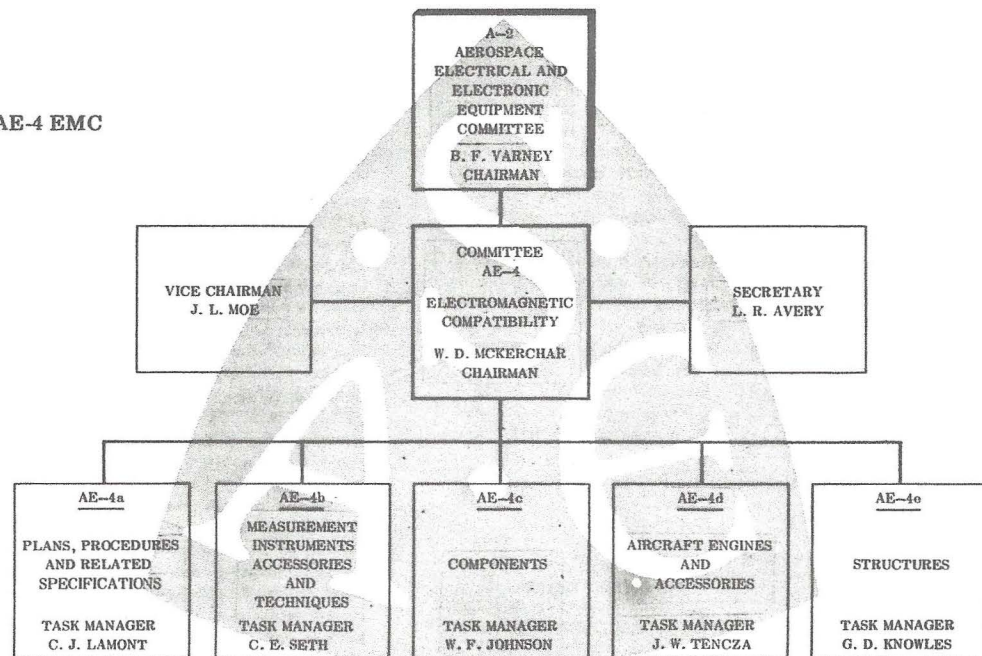 A-2
AEROSPACE
ELECTRICAL AND
ELECTRONIC
EQUIPMENT
COMMITTEE
B. F. VARNEY
CHAIRMAN
AE-4 EMC
VICE CHAIRMAN
J. L. MOE
COMMITTEE
AE-4
ELECTROMAGNETIC
COMPATIBILITY
W. D. MCKERCHAR
CHAIRMAN
SECRETARY
L. R. AVERY
AE-4a
PLANS, PROCEDURES
AND RELATED
SPECIFICATIONS
TASK MANAGER
C. J. LAMONT
AE-4b
MEASUREMENT
INSTRUMENTS
ACCESSORIES
AND
TECHNIQUES
TASK MANAGER
C. E. SETH
AE-4c
COMPONENTS
TASK MANAGER
W. F. JOHNSON
AE-4d
AIRCRAFT ENGINES
AND
ACCESSORIES
TASK MANAGER
J. W. TENCZA
AE-4e
STRUCTURES
TASK MANAGER
G. D. KNOWLES